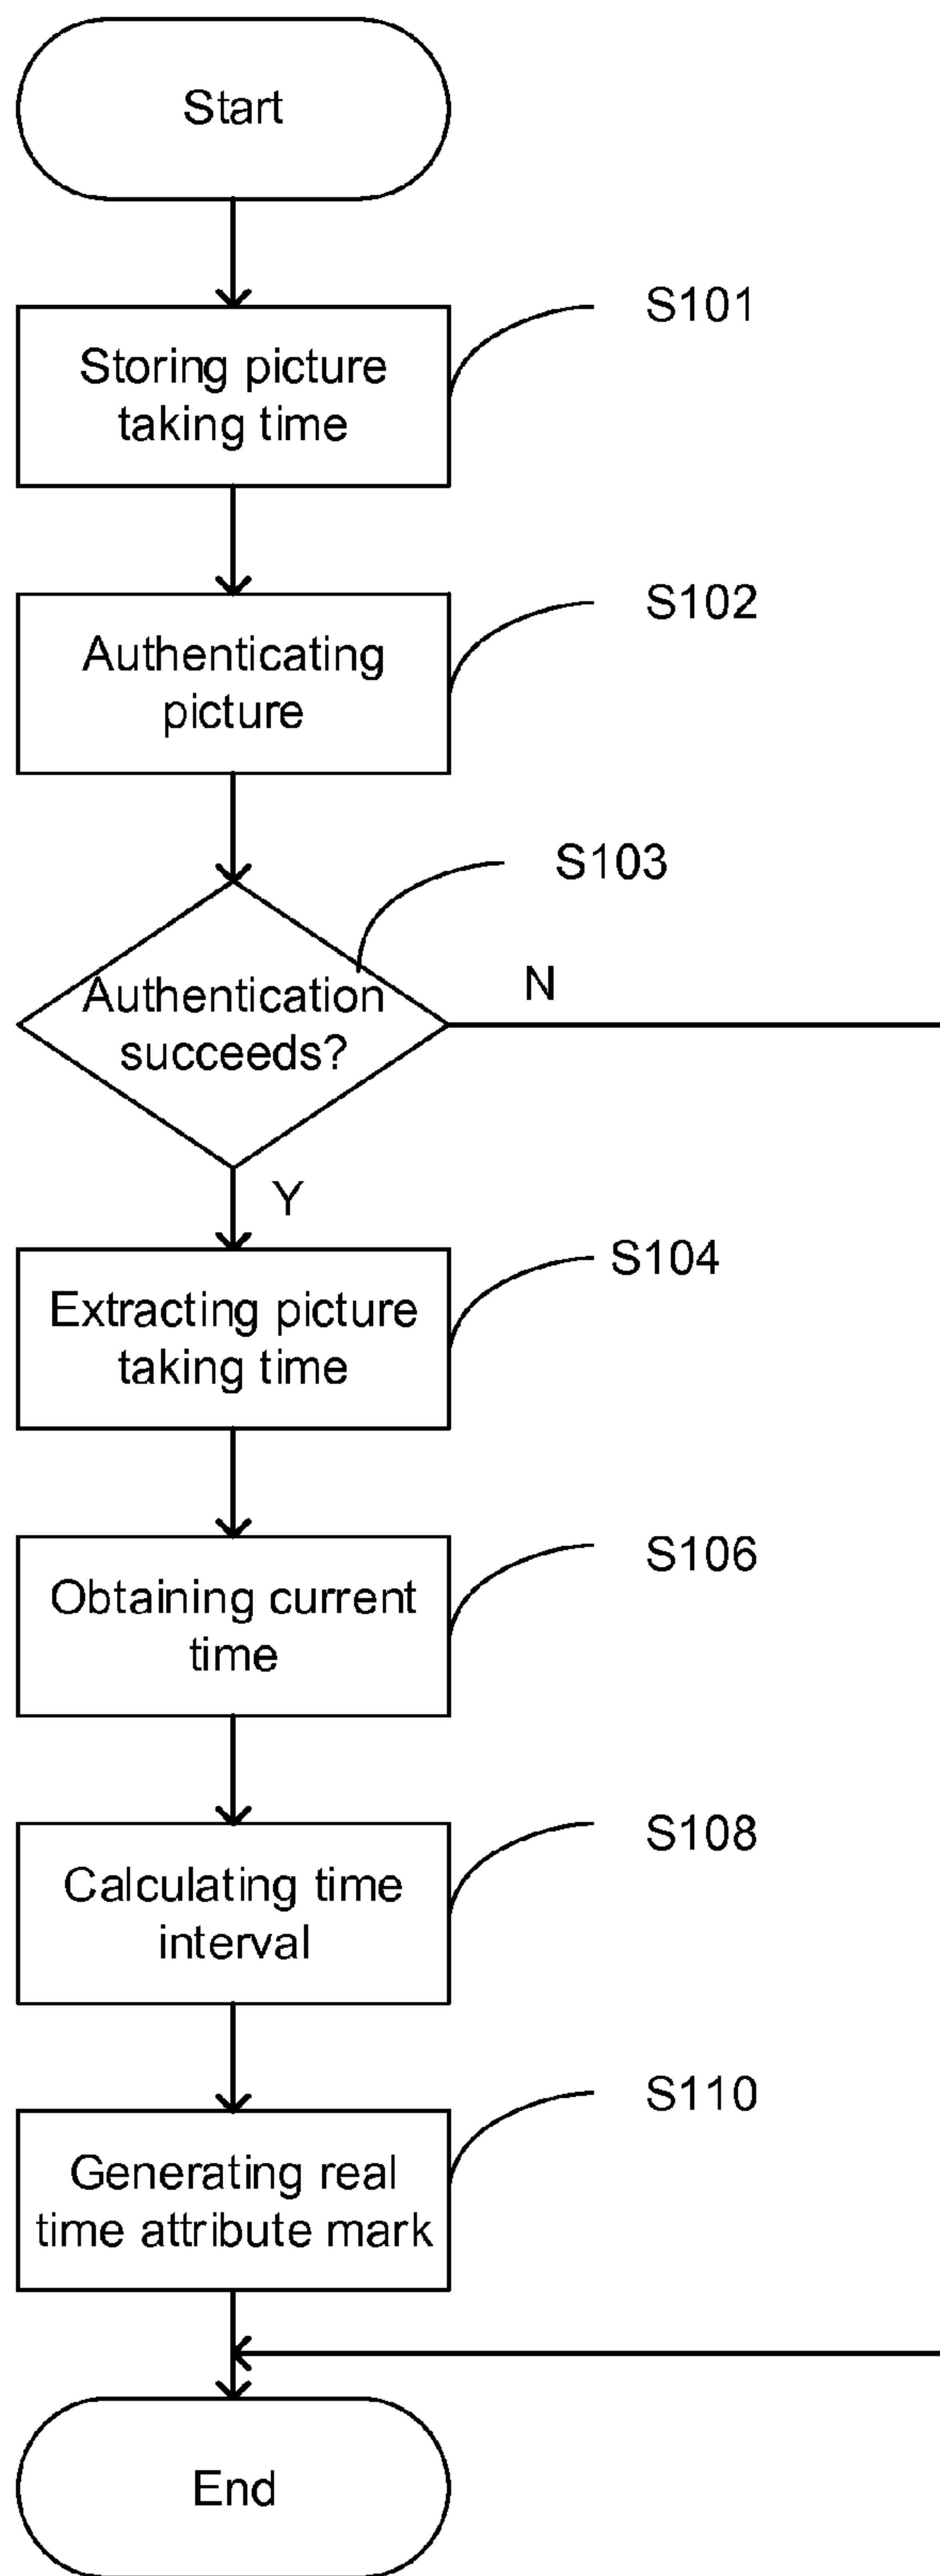 Start
S101
Storing picture
taking time
S102
Authenticating
picture
S103
N
Authentication
succeeds?
Y
S104
Extracting picture
taking time
S106
Obtaining current
time
S108
Calculating time
interval
S110
Generating real
time attribute mark
End